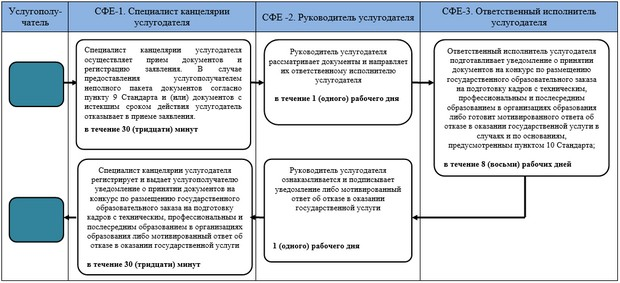 Услугополу-
чатель
СФЕ-1. Специалист канцелярии
услугодателя
СФЕ -2. Руководитель услугодателя
СФЕ-3. Ответственный исполнитель
услугодателя
Специалист канцелярии услугодателя
осуществляет прием документов и
регистрацию заявления. В случае
предоставления услугополучателем
неполного пакета документов согласно
пункту 9 Стандарта и (или) документов с
истекшим сроком действия услугодатель
отказывает в приеме заявления.
в течение 30 (тридцати) минут
Руководитель услугодателя
рассматривает документы и направляет
их ответственному исполнителю
услугодателя
в течение 1 (одного) рабочего дня
Ответственный исполнитель услугодателя
подготавливает уведомление о принятии
документов на конкурс по размещению
государственного образовательного заказа
на подготовку кадров с техническим,
профессиональным и послесредним
образованием в организациях образования
либо готовит мотивированного ответа об
отказе в оказании государственной услуги в
случаях и по основаниям,
предусмотренным пунктом 10 Стандарта;
в течение 8 (восьми) рабочих дней
Специалист канцелярии услугодателя
регистрирует и выдает услугополучателю
уведомление о принятии документов на
конкурс по размещению государственного
образовательного заказа на подготовку
кадров с техническим, профессиональным и
послесредним образованием в организациях
образования либо мотивированный ответ об
отказе в оказании государственной услуги
в течение 30 (тридцати) минут
Руководитель услугодателя
ознакамливается и подписывает
уведомление либо мотивированный
ответ об отказе в оказании
государственной услуги
1 (одного) рабочего дня